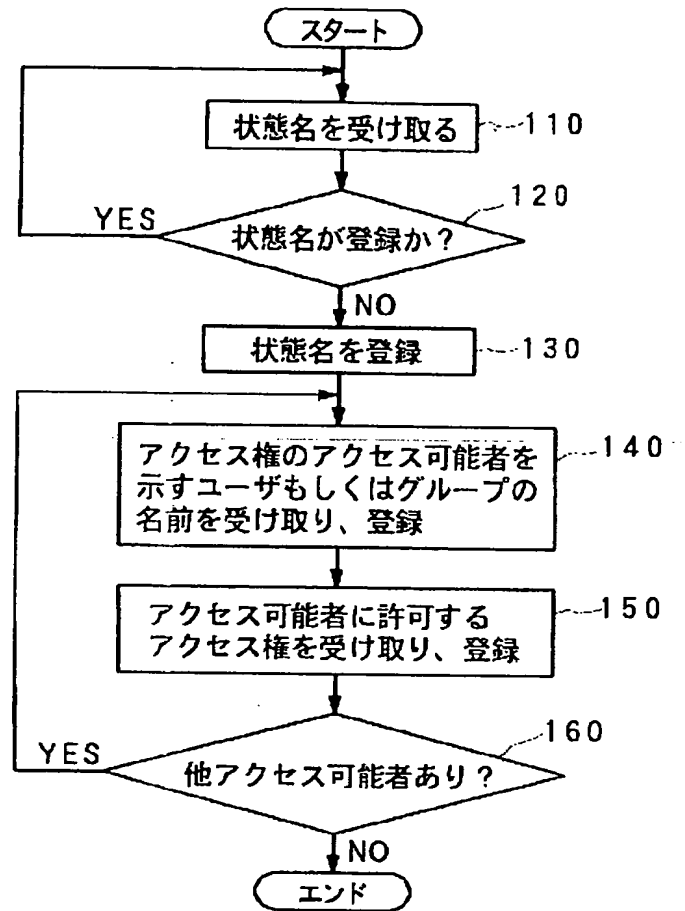 スタート
状態名を受け取る
110
120
YES
状態名が登録か？
NO
状態名を登録
130
140
アクセス権のアクセス可能者を
示すユーザもしくはグループの
名前を受け取り、登録
150
アクセス可能者に許可する
アクセス権を受け取り、登録
160
YES
他アクセス可能者あり？
NO
エンド